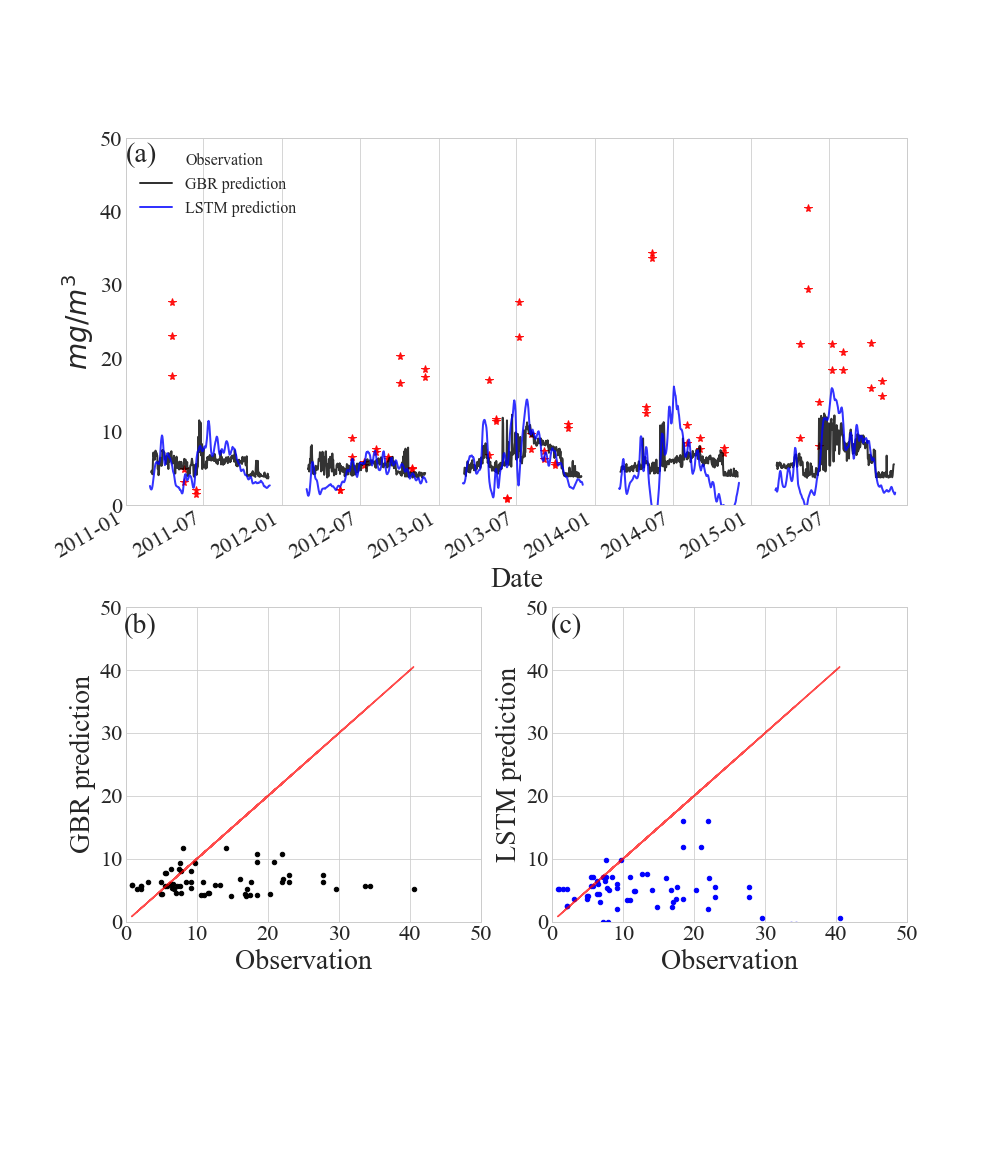 (a)
Observation
GBR prediction
LSTM prediction
mg/m³
50
40
30
20
10
0
2011-01
2011-07
2012-01
2012-07
2013-01
2013-07
2014-01
2014-07
2015-01
2015-07
Date
(b)
GBR prediction
50
40
30
20
10
0
0 10 20 30 40 50
Observation
(c)
LSTM prediction
50
40
30
20
10
0
0 10 20 30 40 50
Observation